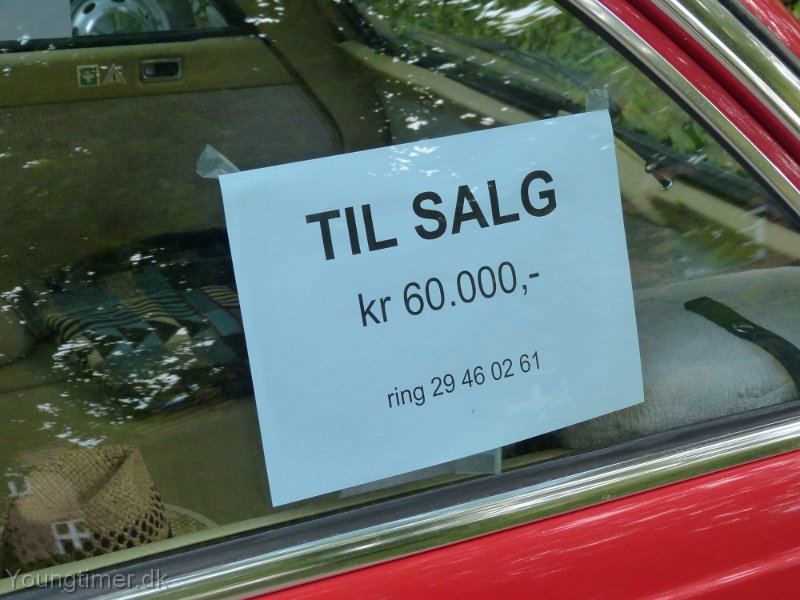 TIL SALG
kr 60.000,-
ring 29 46 02 61
Youngtimer.dk